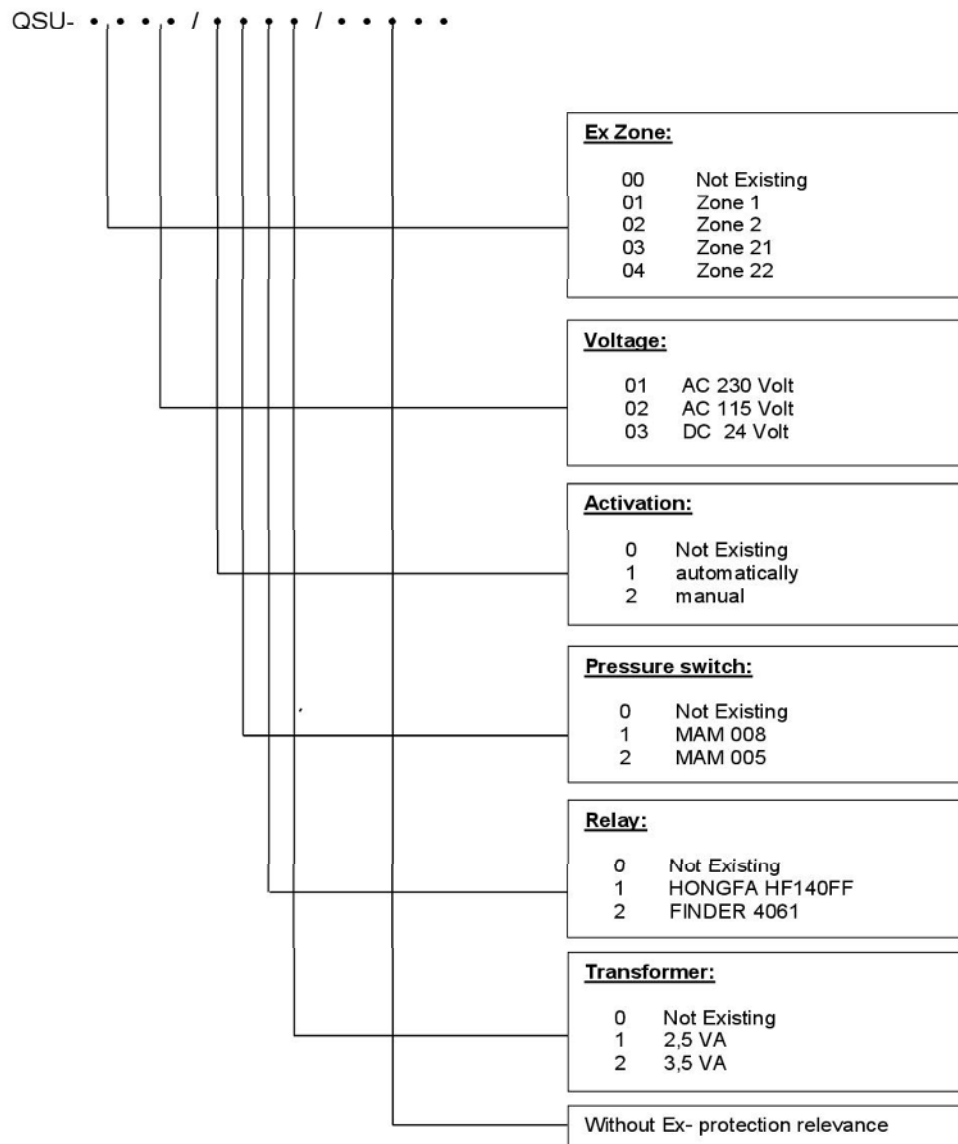 QSU- • • • • / • • • • / • • • • •
Ex Zone:
00 Not Existing
01 Zone 1
02 Zone 2
03 Zone 21
04 Zone 22
Voltage:
01 AC 230 Volt
02 AC 115 Volt
03 DC 24 Volt
Activation:
0 Not Existing
1 automatically
2 manual
Pressure switch:
0 Not Existing
1 MAM 008
2 MAM 005
Relay:
0 Not Existing
1 HONGFA HF140FF
2 FINDER 4061
Transformer:
0 Not Existing
1 2,5 VA
2 3,5 VA
Without Ex- protection relevance